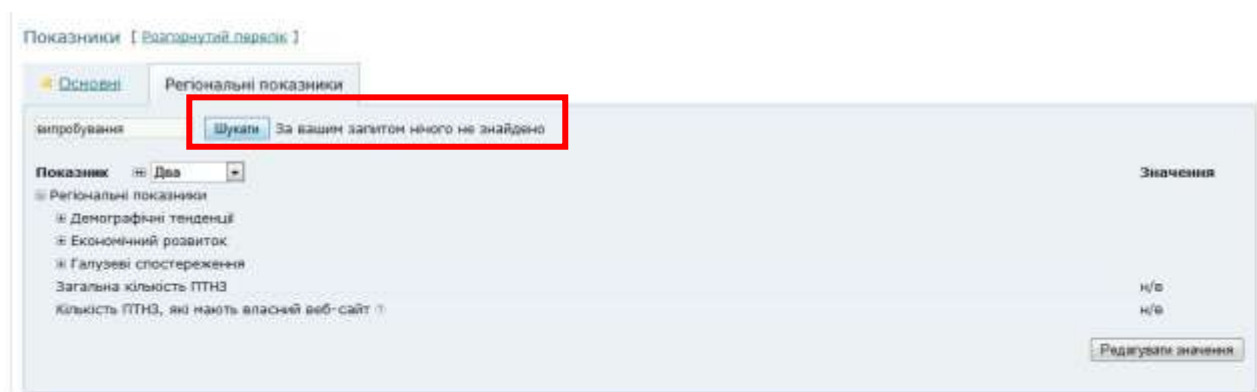 Показники [ Розгорнутий перелік ]
Основні Регіональні показники
випробування Шукати За вашим запитом нічого не знайдено
Показник Два Значення
Регіональні показники
Демографічні тенденції
Економічний розвиток
Галузеві спостереження
Загальна кількість ПТНЗ н/в
Кількість ПТНЗ, які мають власний веб-сайт ? н/в
Редагувати значення